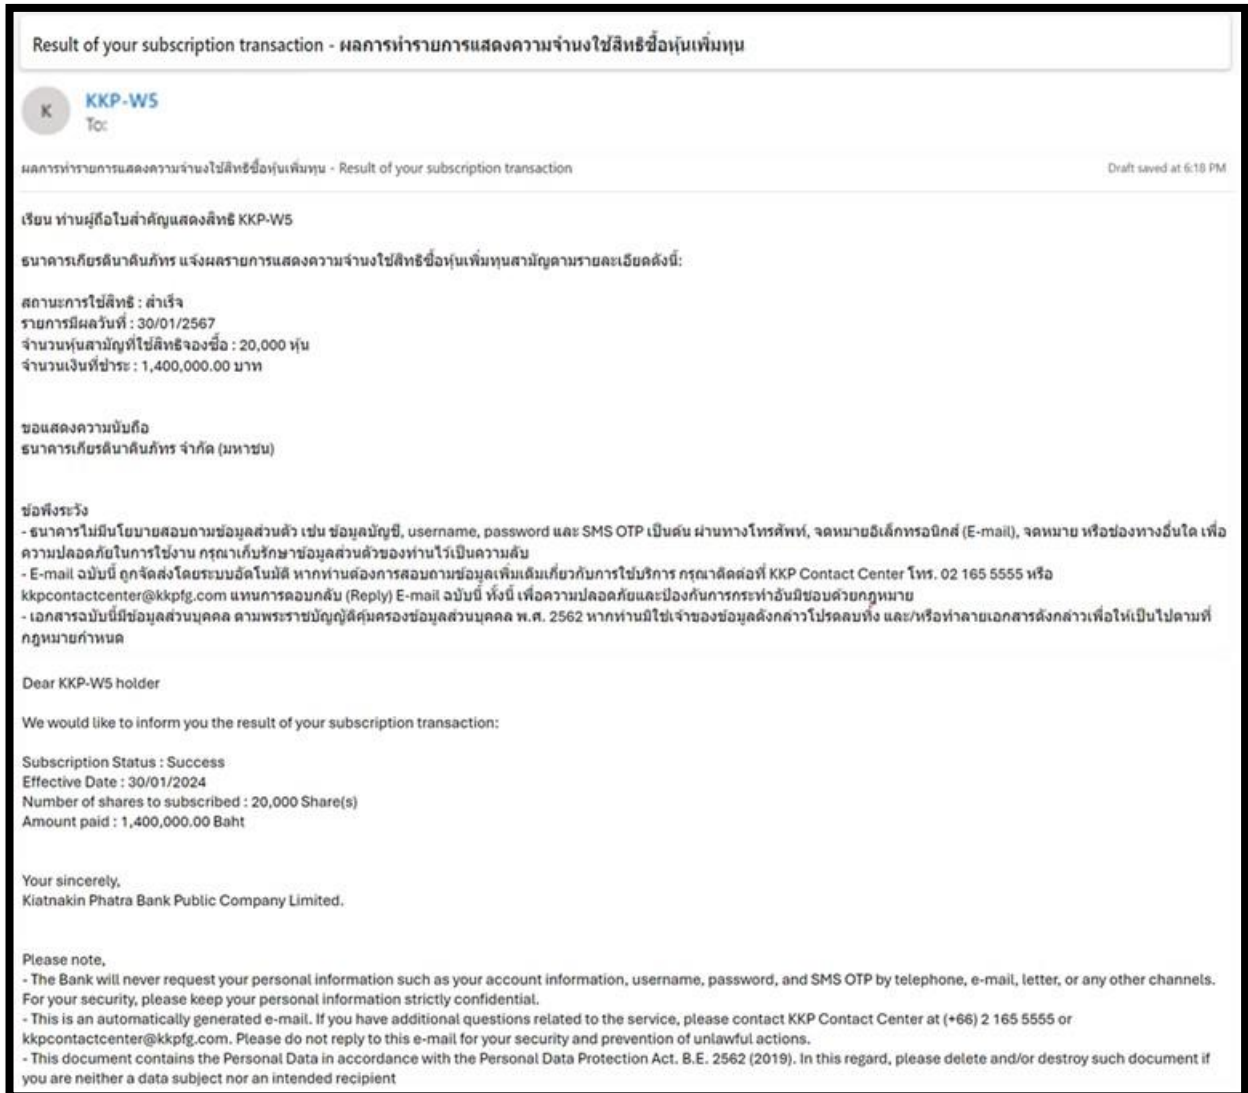 Result of your subscription transaction - ผลการทำรายการแสดงความจำนงใช้สิทธิซื้อหุ้นเพิ่มทุน
K
KKP-W5
To:
ผลการทำรายการแสดงความจำนงใช้สิทธิซื้อหุ้นเพิ่มทุน - Result of your subscription transaction
Draft saved at 6:18 PM
เรียน ท่านผู้ถือใบสำคัญแสดงสิทธิ KKP-W5
ธนาคารเกียรตินาคินภัทร แจ้งผลรายการแสดงความจำนงใช้สิทธิซื้อหุ้นเพิ่มทุนสามัญตามรายละเอียดดังนี้:
สถานะการใช้สิทธิ : สำเร็จ
รายการมีผลวันที่ : 30/01/2567
จำนวนหุ้นสามัญที่ใช้สิทธิจองซื้อ : 20,000 หุ้น
จำนวนเงินที่ชำระ : 1,400,000.00 บาท
ขอแสดงความนับถือ
ธนาคารเกียรตินาคินภัทร จำกัด (มหาชน)
ข้อพึงระวัง
- ธนาคารไม่มีนโยบายสอบถามข้อมูลส่วนตัว เช่น ข้อมูลบัญชี, username, password และ SMS OTP เป็นต้น ผ่านทางโทรศัพท์, จดหมายอิเล็กทรอนิกส์ (E-mail), จดหมาย หรือช่องทางอื่นใด เพื่อ
ความปลอดภัยในการใช้งาน กรุณาเก็บรักษาข้อมูลส่วนตัวของท่านไว้เป็นความลับ
- E-mail ฉบับนี้ ถูกจัดส่งโดยระบบอัตโนมัติ หากท่านต้องการสอบถามข้อมูลเพิ่มเติมเกี่ยวกับการใช้บริการ กรุณาติดต่อที่ KKP Contact Center โทร. 02 165 5555 หรือ
kkpcontactcenter@kkpfg.com แทนการตอบกลับ (Reply) E-mail ฉบับนี้ ทั้งนี้ เพื่อความปลอดภัยและป้องกันการกระทำอันมิชอบด้วยกฎหมาย
- เอกสารฉบับนี้มีข้อมูลส่วนบุคคล ตามพระราชบัญญัติคุ้มครองข้อมูลส่วนบุคคล พ.ศ. 2562 หากท่านมิใช่เจ้าของข้อมูลดังกล่าวโปรดลบทิ้ง และ/หรือทำลายเอกสารดังกล่าวเพื่อให้เป็นไปตามที่
กฎหมายกำหนด
Dear KKP-W5 holder
We would like to inform you the result of your subscription transaction:
Subscription Status : Success
Effective Date : 30/01/2024
Number of shares to subscribed : 20,000 Share(s)
Amount paid : 1,400,000.00 Baht
Your sincerely,
Kiatnakin Phatra Bank Public Company Limited.
Please note,
- The Bank will never request your personal information such as your account information, username, password, and SMS OTP by telephone, e-mail, letter, or any other channels.
For your security, please keep your personal information strictly confidential.
- This is an automatically generated e-mail. If you have additional questions related to the service, please contact KKP Contact Center at (+66) 2 165 5555 or
kkpcontactcenter@kkpfg.com. Please do not reply to this e-mail for your security and prevention of unlawful actions.
- This document contains the Personal Data in accordance with the Personal Data Protection Act. B.E. 2562 (2019). In this regard, please delete and/or destroy such document if
you are neither a data subject nor an intended recipient